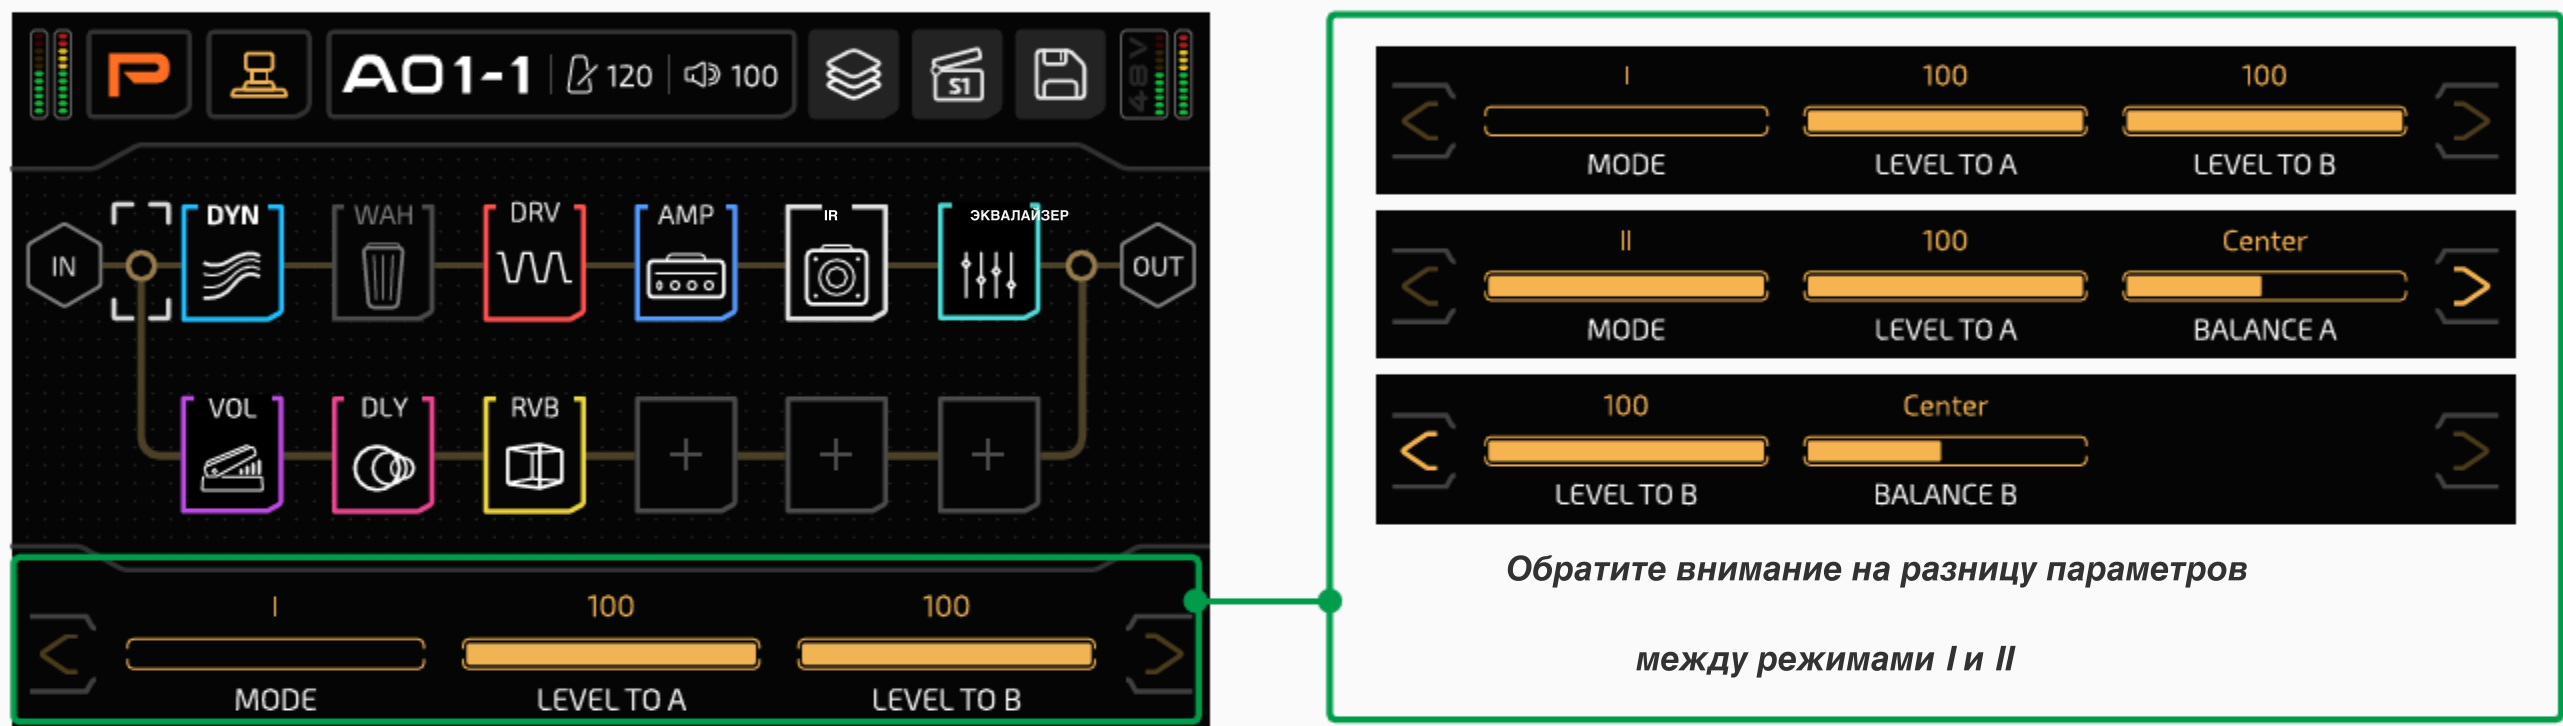 A01-1 120 100 S1 48V
IN DYN WAH DRV AMP IR ЭКВАЛАЙЗЕР OUT
VOL DLY RVB + + +
I 100 100
MODE LEVEL TO A LEVEL TO B
I 100 100
MODE LEVEL TO A LEVEL TO B
II 100 Center
MODE LEVEL TO A BALANCE A
100 Center
LEVEL TO B BALANCE B
Обратите внимание на разницу параметров
между режимами I и II